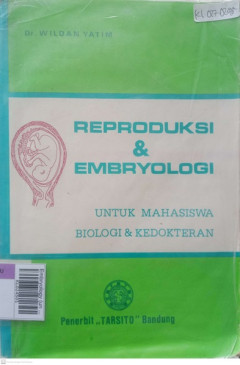 Dr. WILDAN YATIM
REPRODUKSI
&
EMBRYOLOGI
UNTUK MAHASISWA
BIOLOGI & KEDOKTERAN
Penerbit „TARSITO" Bandung